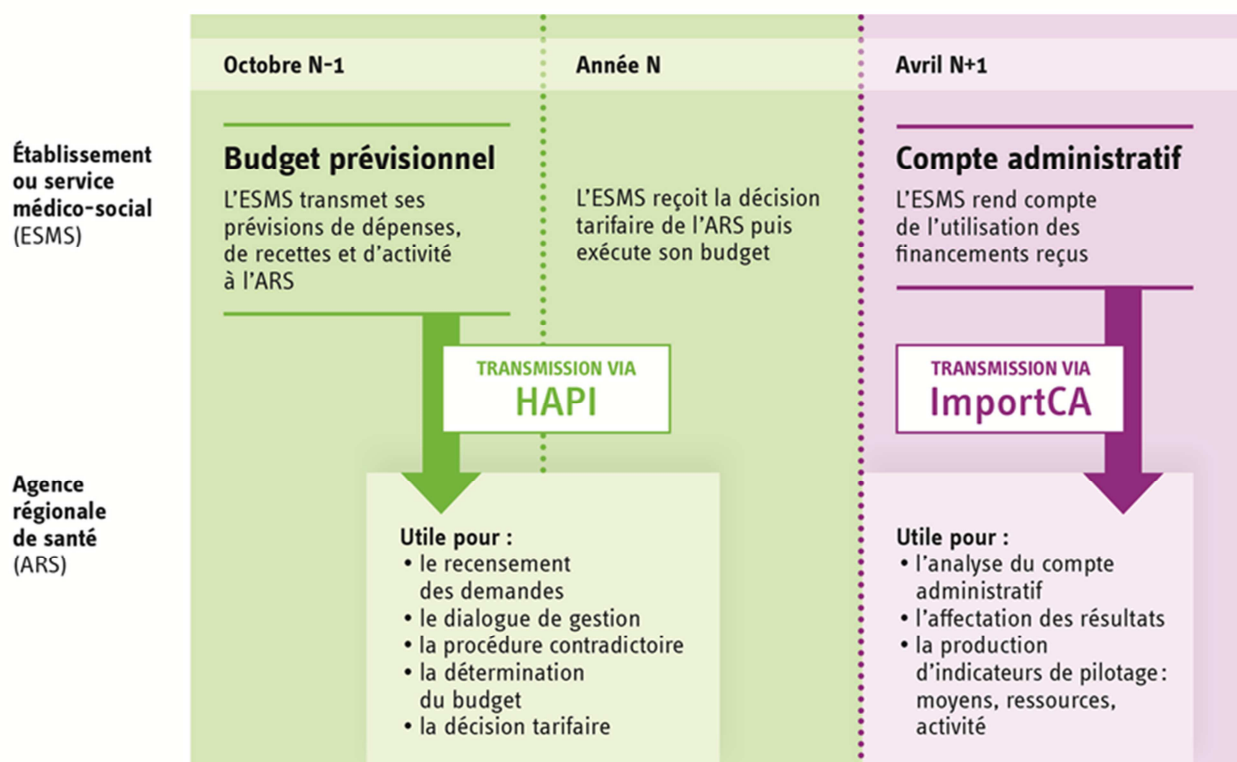 Octobre N-1
Année N
Avril N+1
Établissement
ou service
médico-social
(ESMS)
Budget prévisionnel
L'ESMS transmet ses
prévisions de dépenses,
de recettes et d'activité
à l'ARS
L'ESMS reçoit la décision
tarifaire de l'ARS puis
exécute son budget
Compte administratif
L'ESMS rend compte
de l'utilisation des
financements reçus
TRANSMISSION VIA
HAPI
TRANSMISSION VIA
ImportCA
Agence
régionale
de santé
(ARS)
Utile pour :
• le recensement
des demandes
• le dialogue de gestion
• la procédure contradictoire
• la détermination
du budget
• la décision tarifaire
Utile pour :
• l'analyse du compte
administratif
• l'affectation des résultats
• la production
d'indicateurs de pilotage :
moyens, ressources,
activité